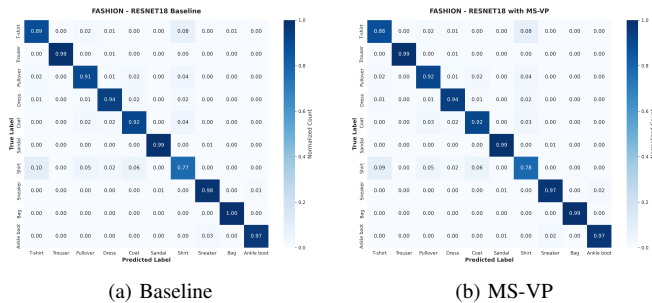 FASHION - RESNET18 Baseline
True Label
T-shirt 0.89 0.00 0.02 0.01 0.00 0.00 0.08 0.00 0.00 0.00
Trouser 0.00 0.99 0.00 0.01 0.00 0.00 0.00 0.00 0.00 0.00
Pullover 0.02 0.00 0.91 0.01 0.02 0.00 0.04 0.00 0.00 0.00
Dress 0.01 0.00 0.01 0.94 0.02 0.00 0.02 0.00 0.00 0.00
Coat 0.00 0.00 0.02 0.02 0.92 0.00 0.04 0.00 0.00 0.00
Sandal 0.00 0.00 0.00 0.00 0.00 0.99 0.00 0.00 0.00 0.00
Shirt 0.10 0.00 0.05 0.02 0.06 0.00 0.77 0.00 0.00 0.00
Sneaker 0.00 0.00 0.00 0.00 0.00 0.00 0.00 0.98 0.00 0.01
Bag 0.00 0.00 0.00 0.00 0.00 0.00 0.00 0.00 1.00 0.00
Ankle boot 0.00 0.00 0.00 0.00 0.00 0.00 0.00 0.03 0.00 0.97
T-shirt Trouser Pullover Dress Coat Sandal Shirt Sneaker Bag Ankle boot
Predicted Label
1.0
0.8
0.6
0.4
0.2
0.0
Normalized Count
(a) Baseline
FASHION - RESNET18 with MS-VP
True Label
T-shirt 0.88 0.00 0.02 0.01 0.00 0.00 0.08 0.00 0.00 0.00
Trouser 0.00 0.99 0.00 0.01 0.00 0.00 0.00 0.00 0.00 0.00
Pullover 0.02 0.00 0.92 0.01 0.02 0.00 0.04 0.00 0.00 0.00
Dress 0.01 0.00 0.01 0.94 0.01 0.00 0.02 0.00 0.00 0.00
Coat 0.00 0.00 0.03 0.01 0.92 0.00 0.04 0.00 0.00 0.00
Sandal 0.00 0.00 0.00 0.00 0.00 0.99 0.00 0.00 0.00 0.00
Shirt 0.09 0.00 0.05 0.02 0.06 0.00 0.78 0.00 0.00 0.00
Sneaker 0.00 0.00 0.00 0.00 0.00 0.00 0.00 0.97 0.00 0.02
Bag 0.00 0.00 0.00 0.00 0.00 0.00 0.00 0.00 0.99 0.00
Ankle boot 0.00 0.00 0.00 0.00 0.00 0.01 0.00 0.02 0.00 0.97
T-shirt Trouser Pullover Dress Coat Sandal Shirt Sneaker Bag Ankle boot
Predicted Label
1.0
0.8
0.6
0.4
0.2
0.0
Normalized Count
(b) MS-VP